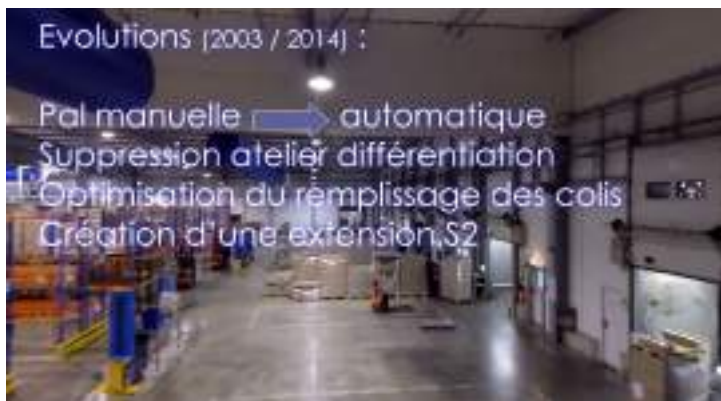 Evolutions (2003 / 2014) :
Pal manuelle automatique
Suppression atelier différentiation
Optimisation du remplissage des colis
Création d'une extension S2